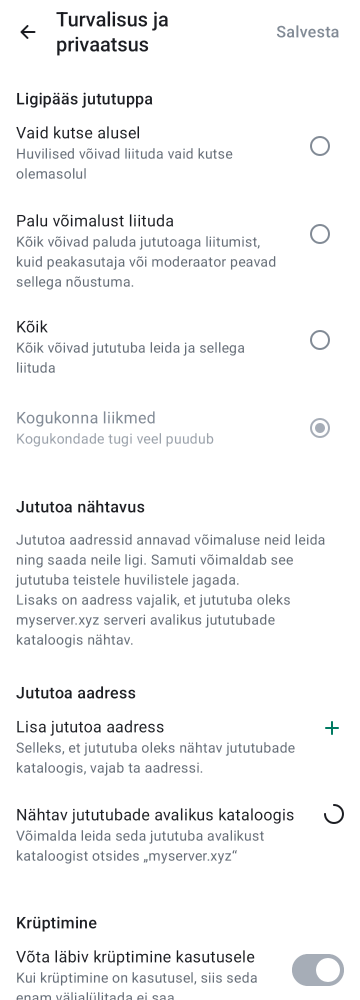 Turvalisus ja
privaatsus
Salvesta
Ligipääs jututuppa
Vaid kutse alusel
Huvilised võivad liituda vaid kutse
olemasolul
Palu võimalust liituda
Kõik võivad paluda jututoaga liitumist,
kuid peakasutaja või moderaator peavad
sellega nõustuma.
Kõik
Kõik võivad jututuba leida ja sellega
liituda
Kogukonna liikmed
Kogukondade tugi veel puudub
Jututoa nähtavus
Jututoa aadressid annavad võimaluse neid leida
ning saada neile ligi. Samuti võimaldab see
jututuba teistele huvilistele jagada.
Lisaks on aadress vajalik, et jututuba oleks
myserver.xyz serveri avalikus jututubade
kataloogis nähtav.
Jututoa aadress
Lisa jututoa aadress
Selleks, et jututuba oleks nähtav jututubade
kataloogis, vajab ta aadressi.
Nähtav jututubade avalikus kataloogis
Võimalda leida seda jututuba avalikust
kataloogist otsides „myserver.xyz“
Krüptimine
Võta läbiv krüptimine kasutusele
Kui krüptimine on kasutusel, siis seda
enam väljalülitada ei saa